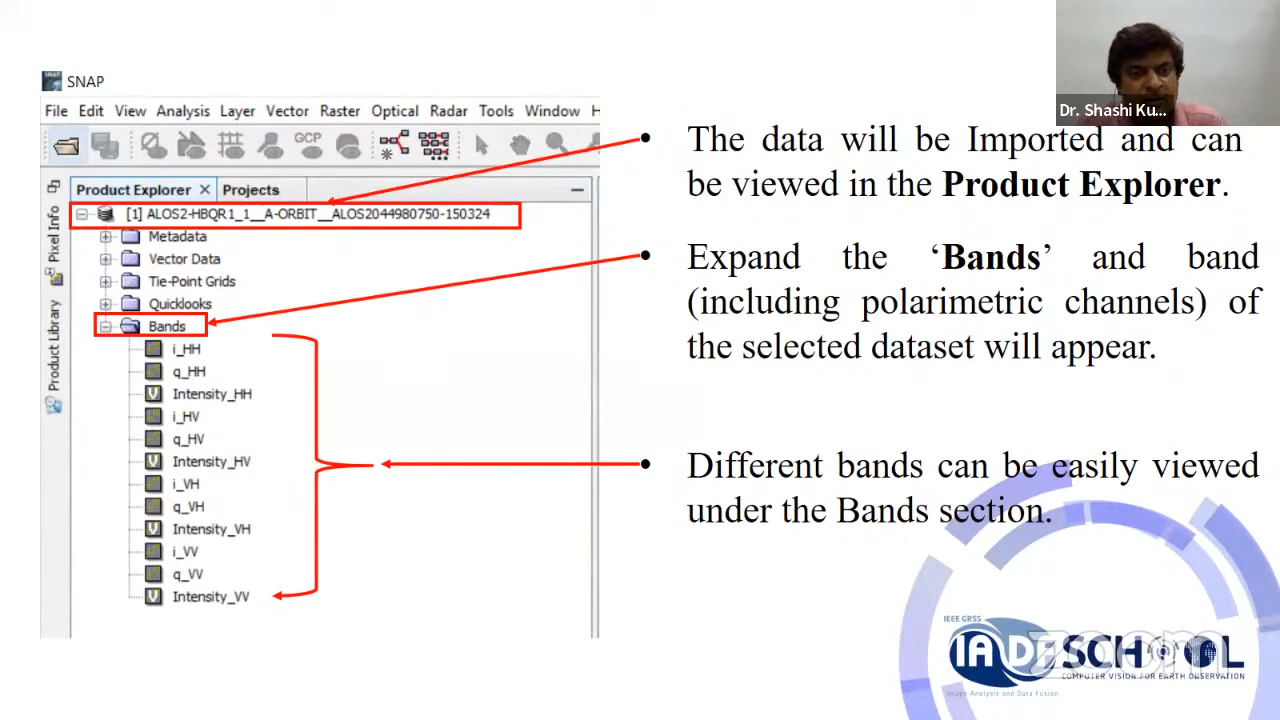 Dr. Shashi Ku...
SNAP
File Edit View Analysis Layer Vector Raster Optical Radar Tools Window H
GCP
Product Explorer Projects
Pixel Info
Product Library
[1] ALOS2-HBQR1_1__A-ORBIT__ALOS2044980750-150324
Metadata
Vector Data
Tie-Point Grids
Quicklooks
Bands
i_HH
q_HH
Intensity_HH
i_HV
q_HV
Intensity_HV
i_VH
q_VH
Intensity_VH
i_VV
q_VV
Intensity_VV
• The data will be Imported and can
be viewed in the Product Explorer.
• Expand the ‘Bands’ and band
(including polarimetric channels) of
the selected dataset will appear.
• Different bands can be easily viewed
under the Bands section.
IEEE GRSS
IADF SCHOOL
COMPUTER VISION FOR EARTH OBSERVATION
Image Analysis and Data Fusion
zoom